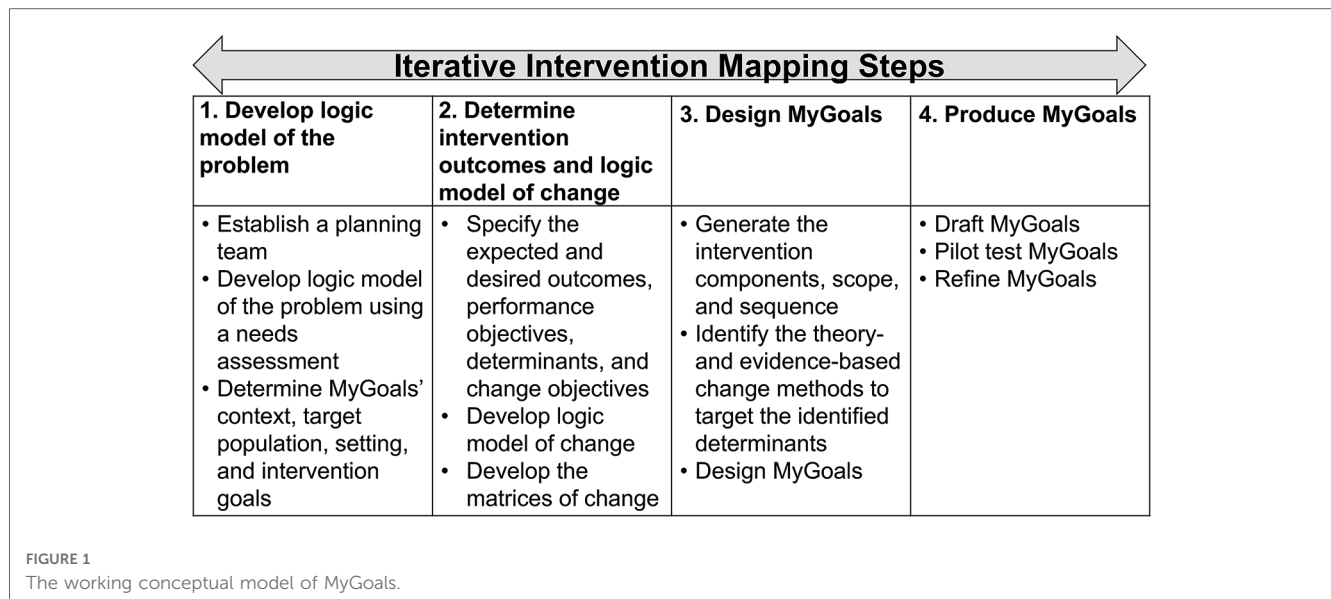 Iterative Intervention Mapping Steps
1. Develop logic
model of the
problem
2. Determine
intervention
outcomes and logic
model of change
3. Design MyGoals
4. Produce MyGoals
• Establish a planning
team
• Develop logic model
of the problem using
a needs
assessment
• Determine MyGoals’
context, target
population, setting,
and intervention
goals
• Specify the
expected and
desired outcomes,
performance
objectives,
determinants, and
change objectives
• Develop logic
model of change
• Develop the
matrices of change
• Generate the
intervention
components, scope,
and sequence
• Identify the theory-
and evidence-based
change methods to
target the identified
determinants
• Design MyGoals
• Draft MyGoals
• Pilot test MyGoals
• Refine MyGoals
FIGURE 1
The working conceptual model of MyGoals.